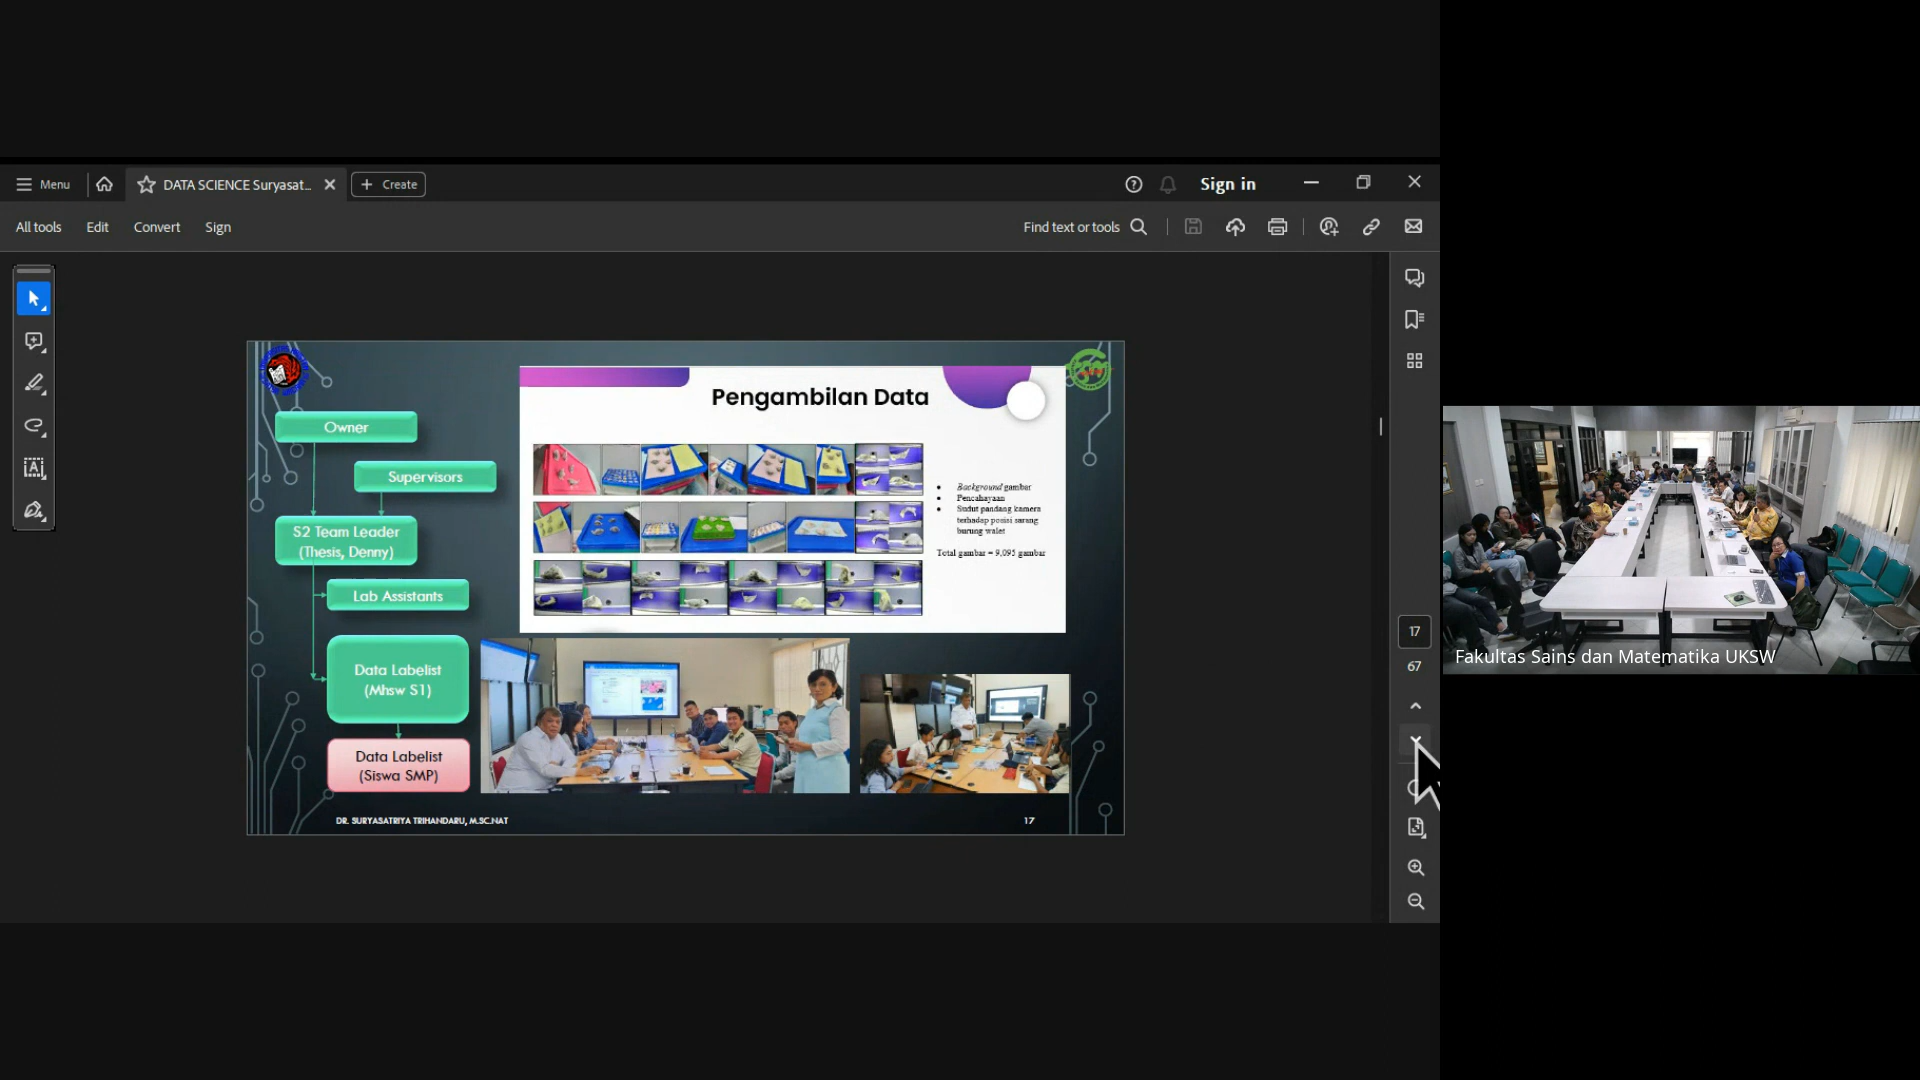 Menu
DATA SCIENCE Suryasat...
Create
Sign in
All tools
Edit
Convert
Sign
Find text or tools
Owner
Supervisors
S2 Team Leader
(Thesis, Denny)
Lab Assistants
Data Labelist
(Mhsw S1)
Data Labelist
(Siswa SMP)
Pengambilan Data
Background gambar
Pencahayaan
Sudut pandang kamera
terhadap posisi sarang
burung walet
Total gambar = 9,095 gambar
DR. SURYASATRIYA TRIHANDARU, M.SC.NAT
17
17
67
Fakultas Sains dan Matematika UKSW